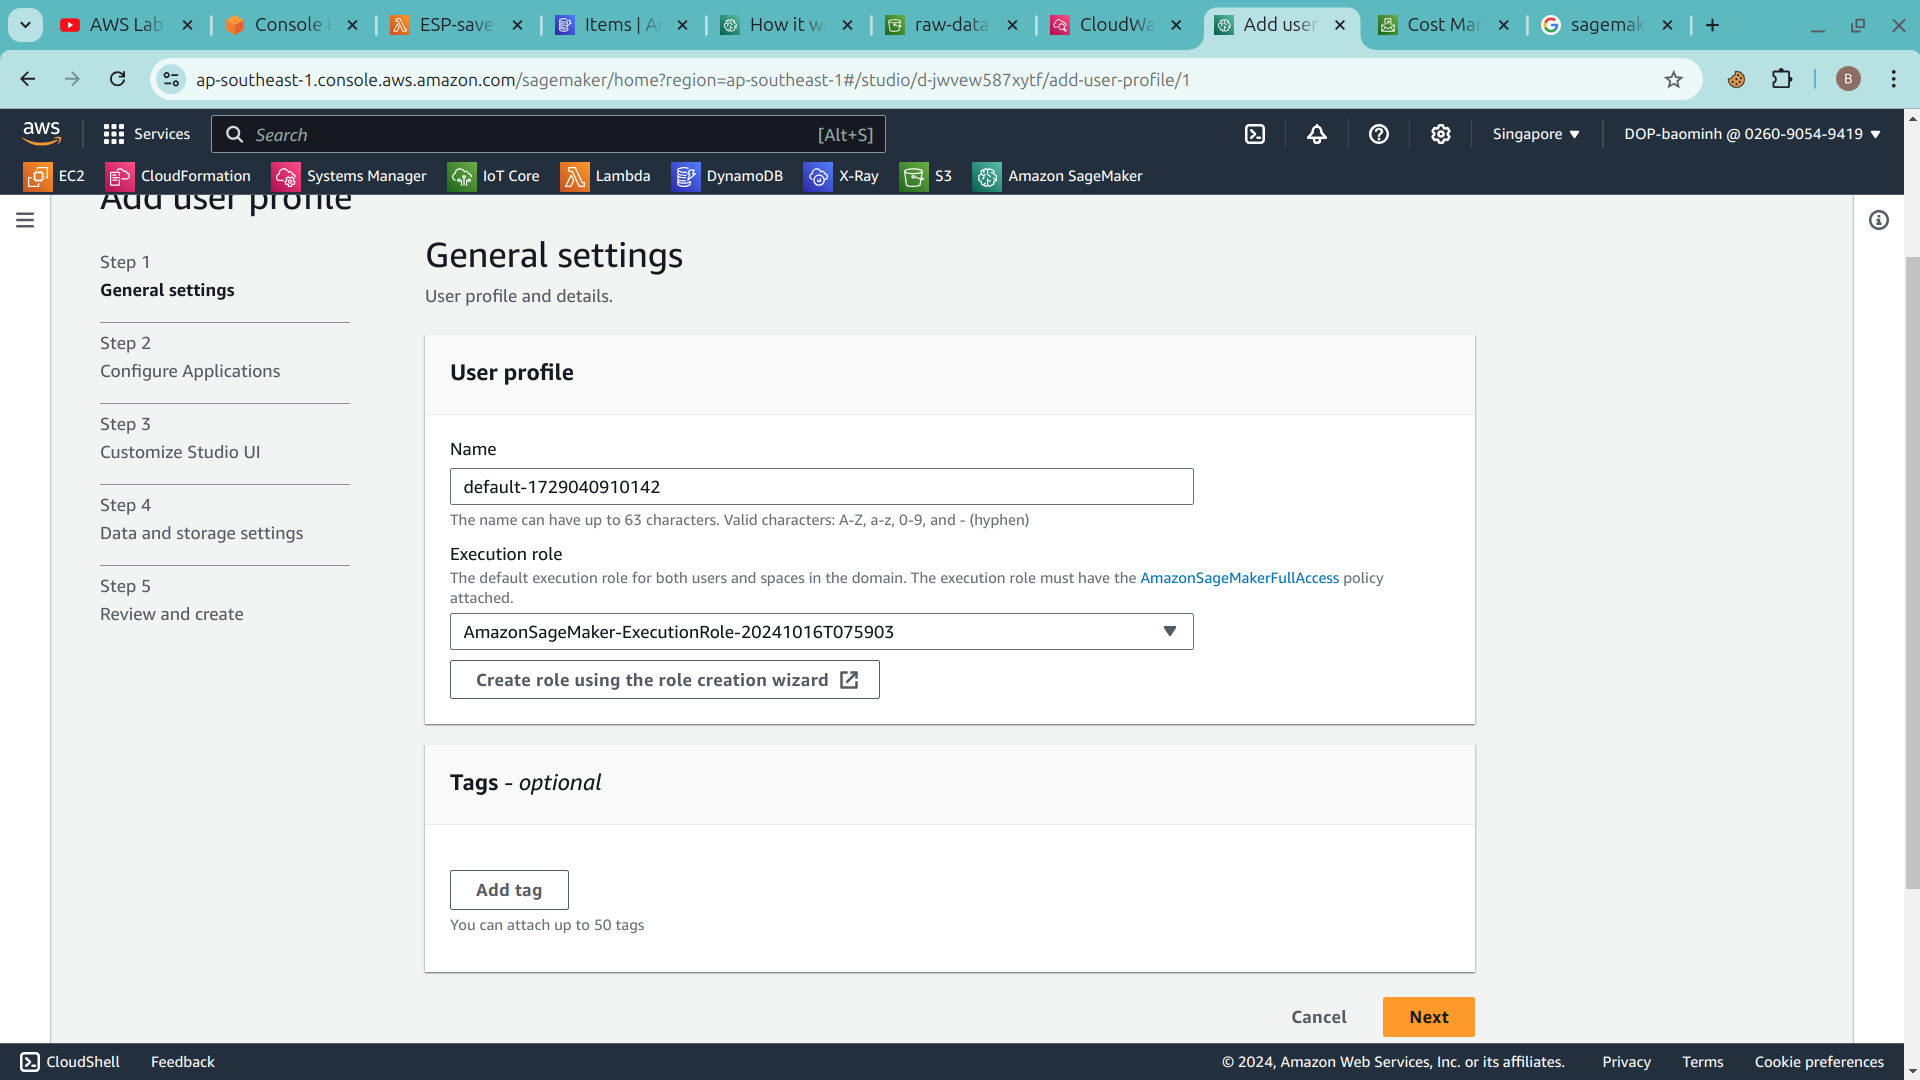 AWS Lab
Console
ESP-save
Items | A
How it w
raw-data
CloudWa
Add user
Cost Mar
sagemak
ap-southeast-1.console.aws.amazon.com/sagemaker/home?region=ap-southeast-1#/studio/d-jwvew587xytf/add-user-profile/1
B
aws
Services
Search
[Alt+S]
Singapore
DOP-baominh @ 0260-9054-9419
EC2
CloudFormation
Systems Manager
IoT Core
Lambda
DynamoDB
X-Ray
S3
Amazon SageMaker
Add user profile
Step 1
General settings
Step 2
Configure Applications
Step 3
Customize Studio UI
Step 4
Data and storage settings
Step 5
Review and create
General settings
User profile and details.
User profile
Name
default-1729040910142
The name can have up to 63 characters. Valid characters: A-Z, a-z, 0-9, and - (hyphen)
Execution role
The default execution role for both users and spaces in the domain. The execution role must have the AmazonSageMakerFullAccess policy
attached.
AmazonSageMaker-ExecutionRole-20241016T075903
Create role using the role creation wizard
Tags - optional
Add tag
You can attach up to 50 tags
Cancel
Next
CloudShell
Feedback
© 2024, Amazon Web Services, Inc. or its affiliates.
Privacy
Terms
Cookie preferences